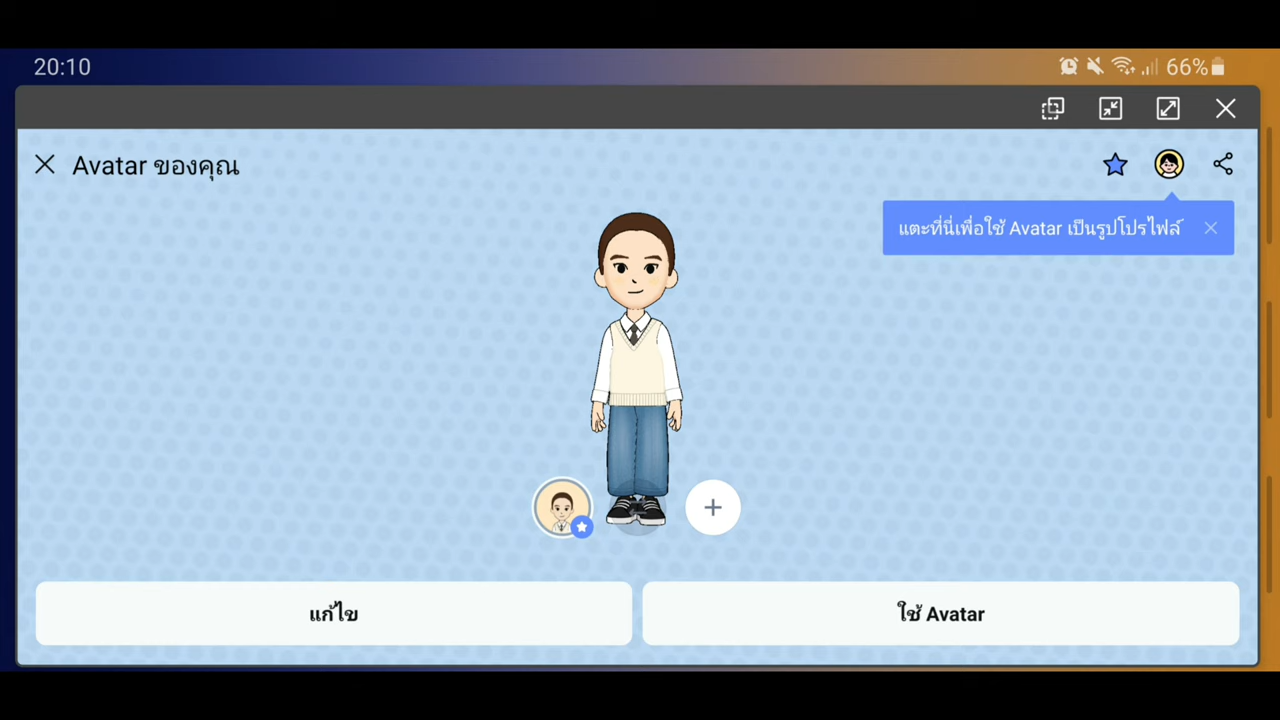 20:10
66%
Avatar ของคุณ
แตะที่นี่เพื่อใช้ Avatar เป็นรูปโปรไฟล์
แก้ไข
ใช้ Avatar